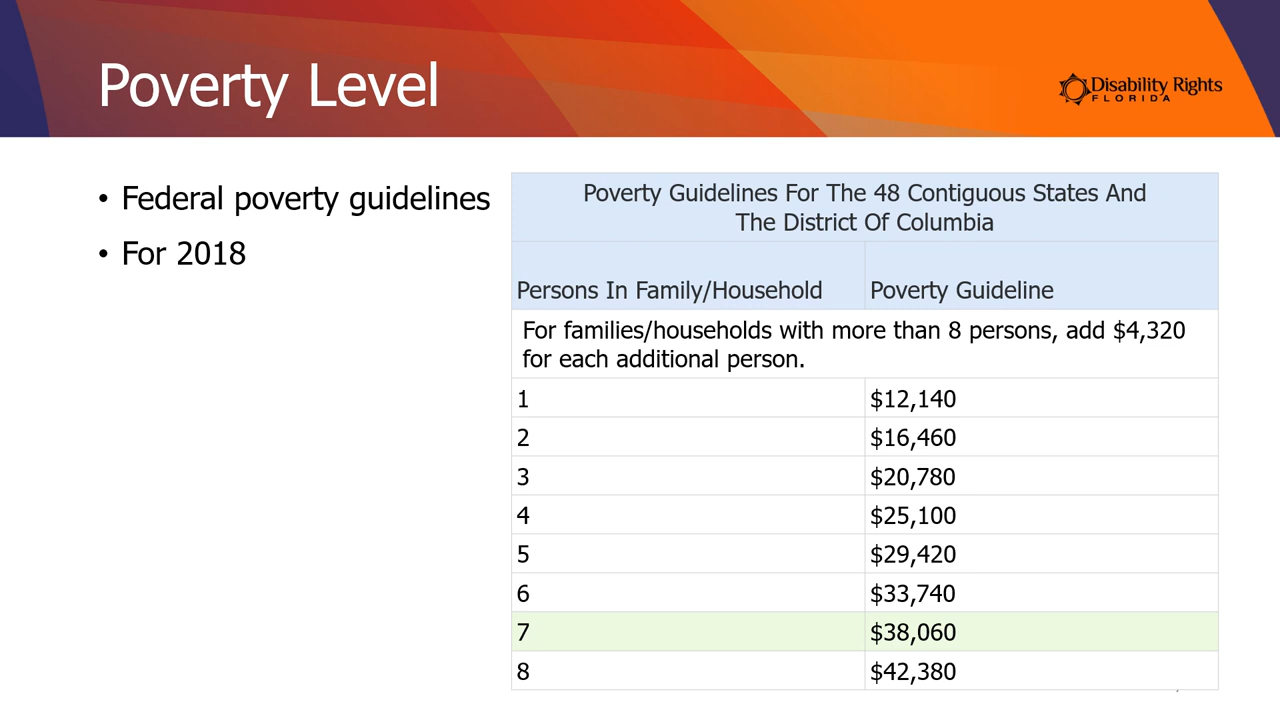 Poverty Level
Disability Rights
FLORIDA
• Federal poverty guidelines
• For 2018
Poverty Guidelines For The 48 Contiguous States And
The District Of Columbia
Persons In Family/Household Poverty Guideline
For families/households with more than 8 persons, add $4,320
for each additional person.
1 $12,140
2 $16,460
3 $20,780
4 $25,100
5 $29,420
6 $33,740
7 $38,060
8 $42,380